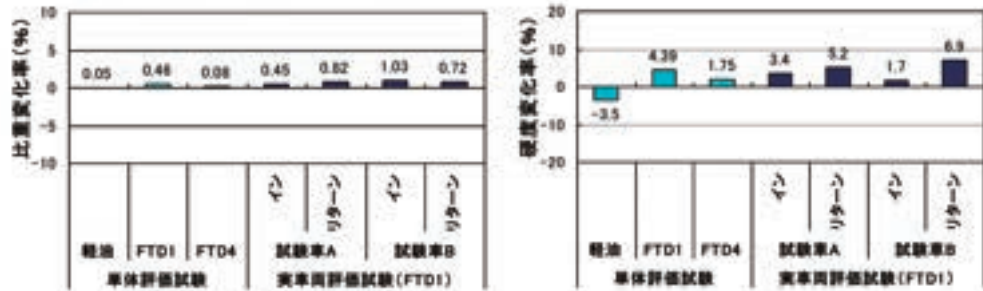 比重変化率(%)
10
5
0
-5
-10
0.05
0.46
0.08
0.45
0.82
1.03
0.72
イン
リターン
イン
リターン
軽油
FTD1
FTD4
試験車A
試験車B
単体評価試験
実車両評価試験(FTD1)
硬度変化率(%)
20
10
0
-10
-20
-3.5
4.39
1.75
3.4
5.2
1.7
6.9
イン
リターン
イン
リターン
軽油
FTD1
FTD4
試験車A
試験車B
単体評価試験
実車両評価試験(FTD1)